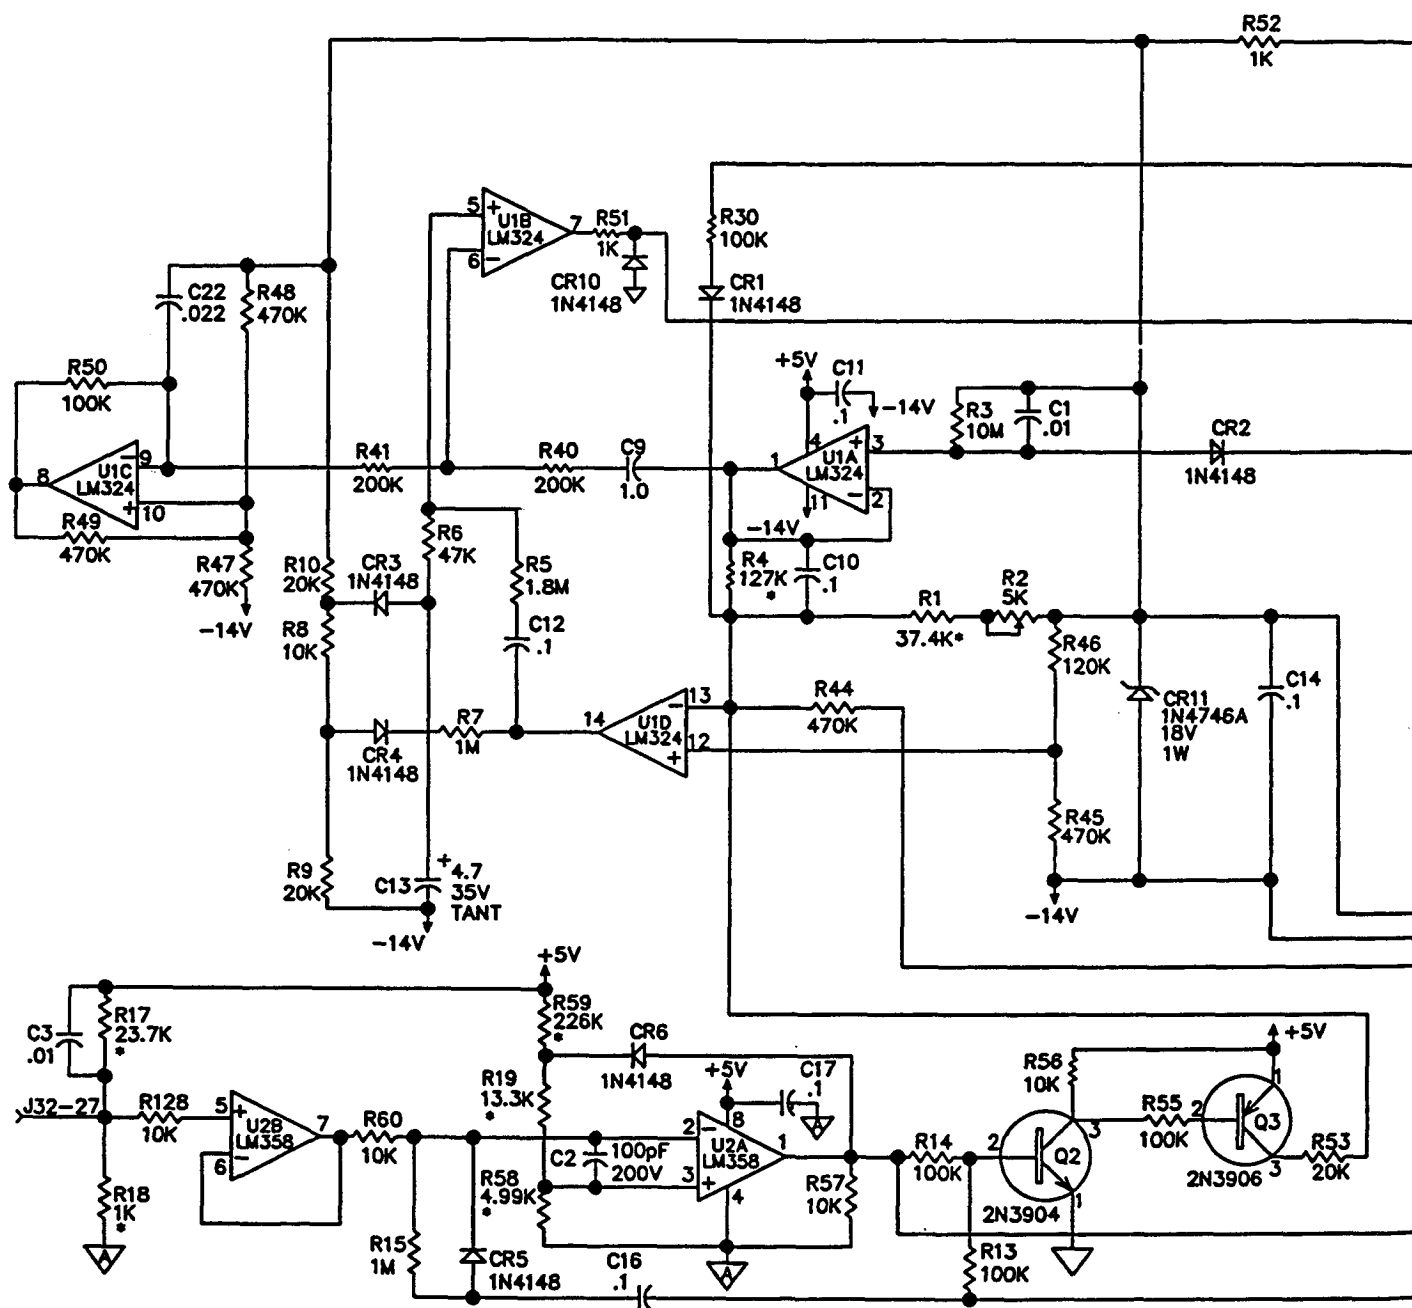 R52
1K
R30
100K
CR1
1N4148
5
+
U1B
LM324
6
-
7
R51
1K
CR10
1N4148
C22
.022
R48
470K
R50
100K
8
U1C
LM324
-
9
+
10
R49
470K
R47
470K
-14V
R41
200K
R40
200K
C9
1.0
+5V
C11
.1
-14V
4
1
U1A
LM324
+
3
-
2
11
-14V
R3
10M
C1
.01
CR2
1N4148
R10
20K
CR3
1N4148
R6
47K
R5
1.8M
R4
127K
*
C10
.1
R1
37.4K*
R2
5K
R8
10K
C12
.1
R46
120K
CR11
1N4746A
18V
1W
C14
.1
CR4
1N4148
R7
1M
14
U1D
LM324
-
13
+
12
R44
470K
R45
470K
-14V
R9
20K
C13
+
4.7
35V
TANT
-14V
+5V
C3
.01
R17
23.7K
*
J32-27
R128
10K
5
+
U2B
LM358
6
-
7
R60
10K
R18
1K
*
A
R59
226K
*
CR6
1N4148
R19
13.3K
*
+5V
C17
.1
A
8
2
-
U2A
LM358
3
+
1
4
C2
100pF
200V
R58
4.99K
*
R57
10K
A
R15
1M
CR5
1N4148
C16
.1
R14
100K
R13
100K
R56
10K
2
Q2
3
1
2N3904
R55
100K
+5V
1
2
Q3
3
2N3906
R53
20K